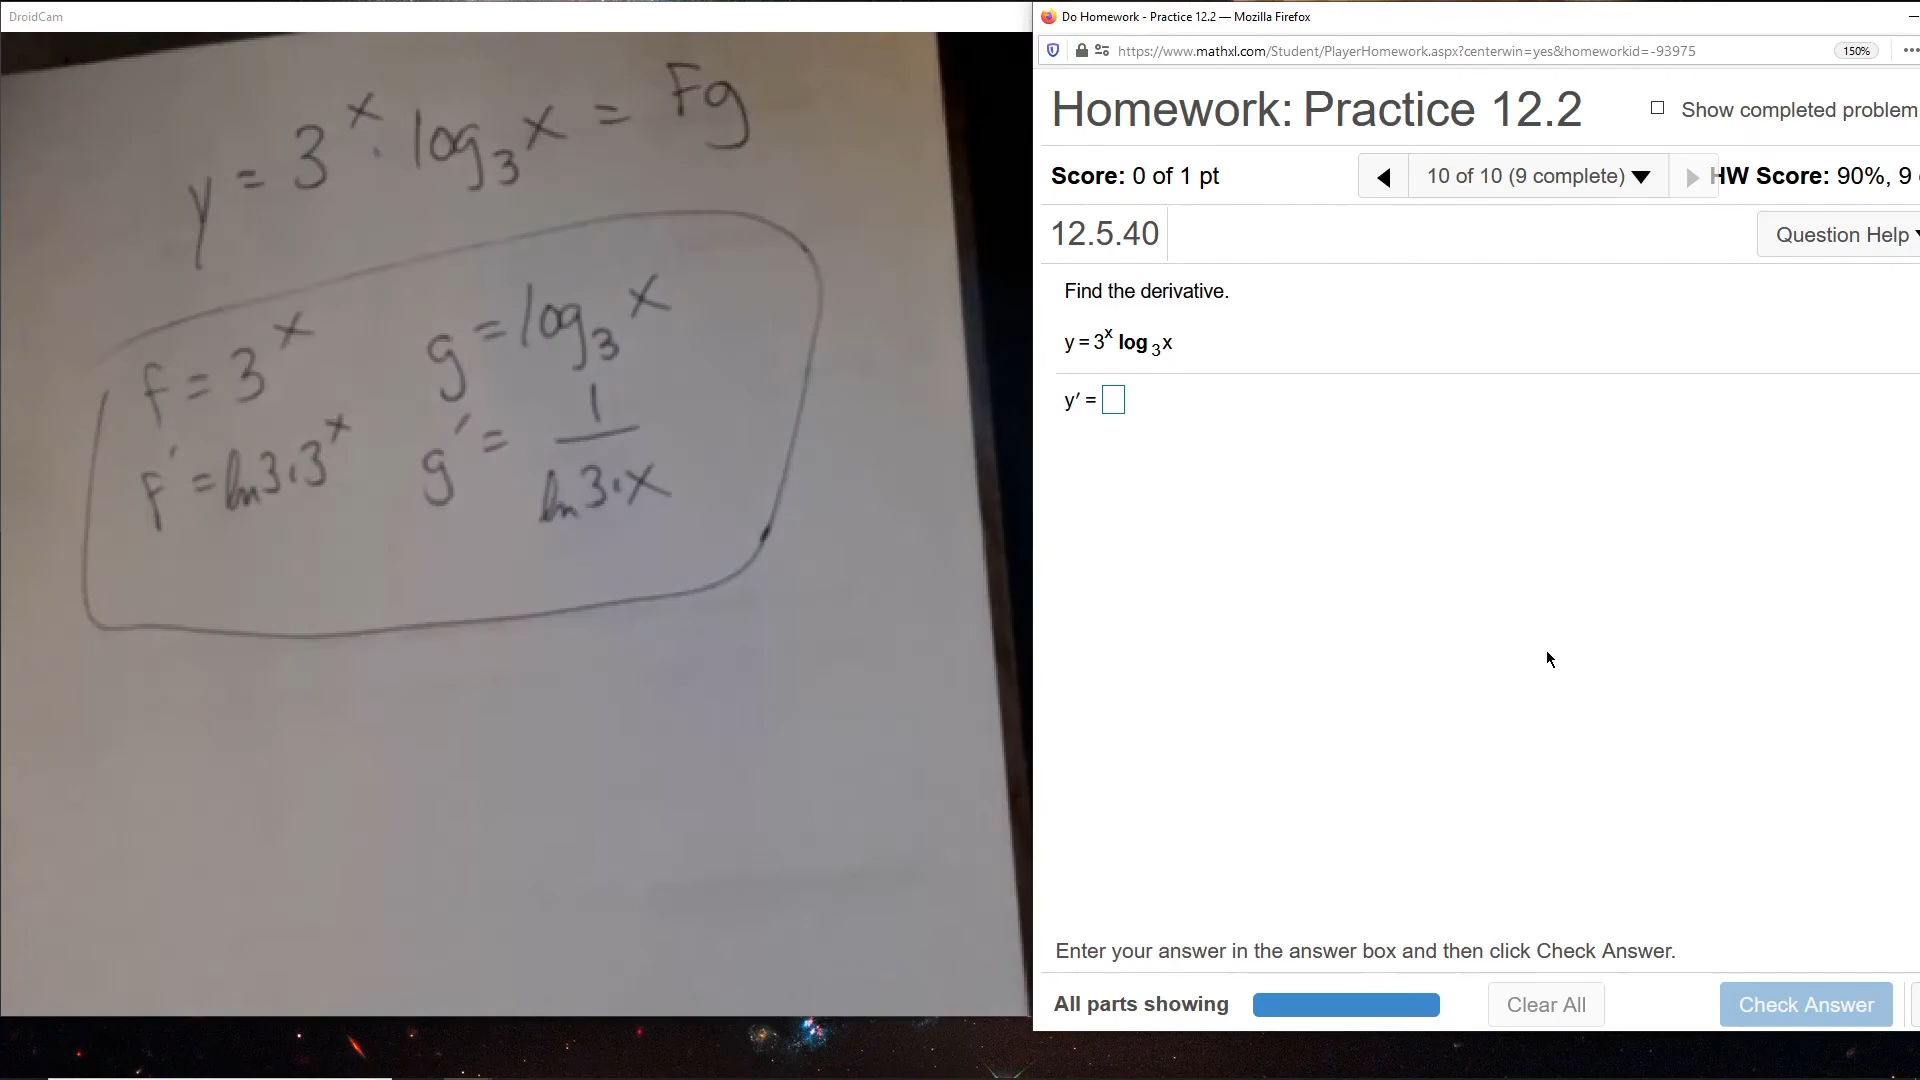 DroidCam
y = 3^x · log_3 x = Fg
f = 3^x g = log_3 x
f' = ln3·3^x g' = 1/(ln3·x)
Do Homework - Practice 12.2 — Mozilla Firefox
https://www.mathxl.com/Student/PlayerHomework.aspx?centerwin=yes&homeworkid=-93975 150%
Homework: Practice 12.2 Show completed problem
Score: 0 of 1 pt 10 of 10 (9 complete) HW Score: 90%, 9
12.5.40 Question Help
Find the derivative.
y = 3^x log_3 x
y′ =
Enter your answer in the answer box and then click Check Answer.
All parts showing Clear All Check Answer